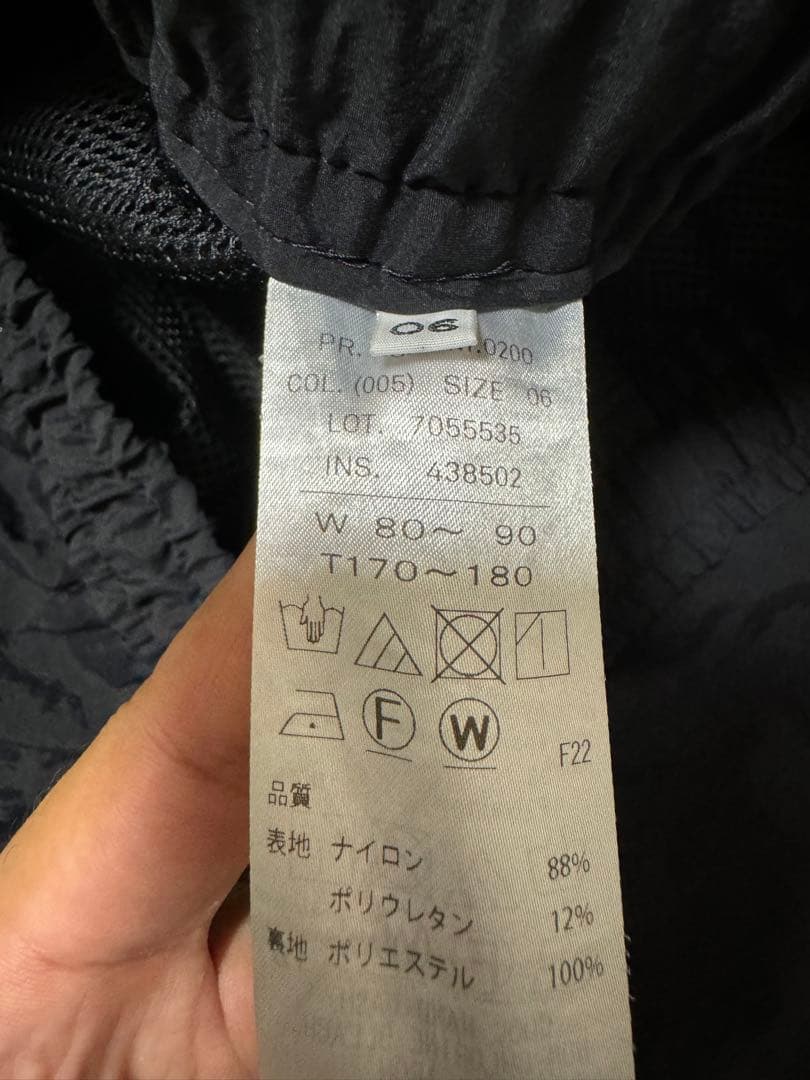 06
PR. .0200
COL. (005) SIZE 06
LOT. 7055535
INS. 438502
W 80～ 90
T170～180
F W
F22
品質
表地 ナイロン 88%
ポリウレタン 12%
裏地 ポリエステル 100%